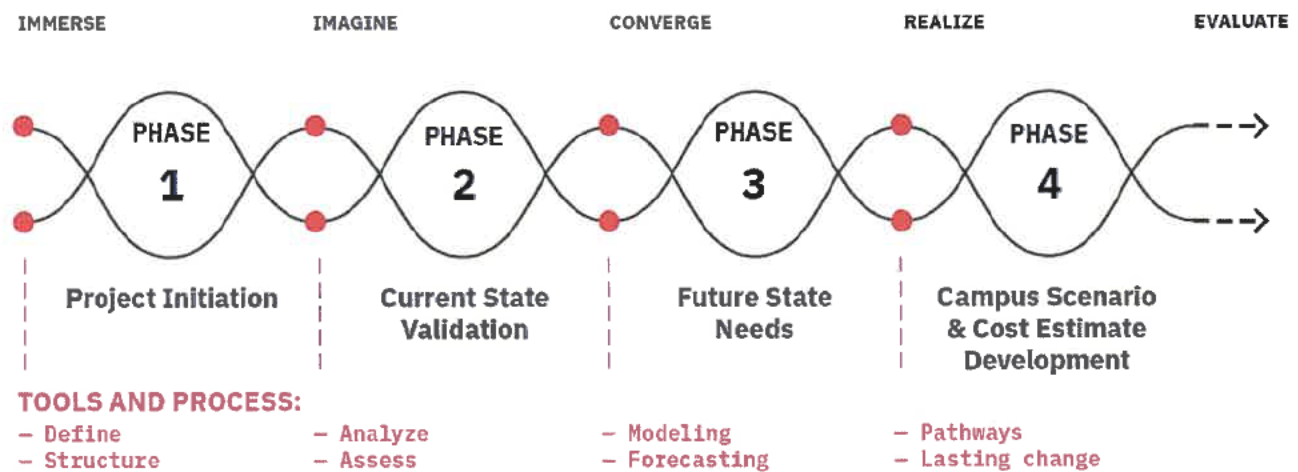 IMMERSE
IMAGINE
CONVERGE
REALIZE
EVALUATE
PHASE
1
PHASE
2
PHASE
3
PHASE
4
Project Initiation
Current State
Validation
Future State
Needs
Campus Scenario
& Cost Estimate
Development
TOOLS AND PROCESS:
– Define
– Structure
– Analyze
– Assess
– Modeling
– Forecasting
– Pathways
– Lasting change